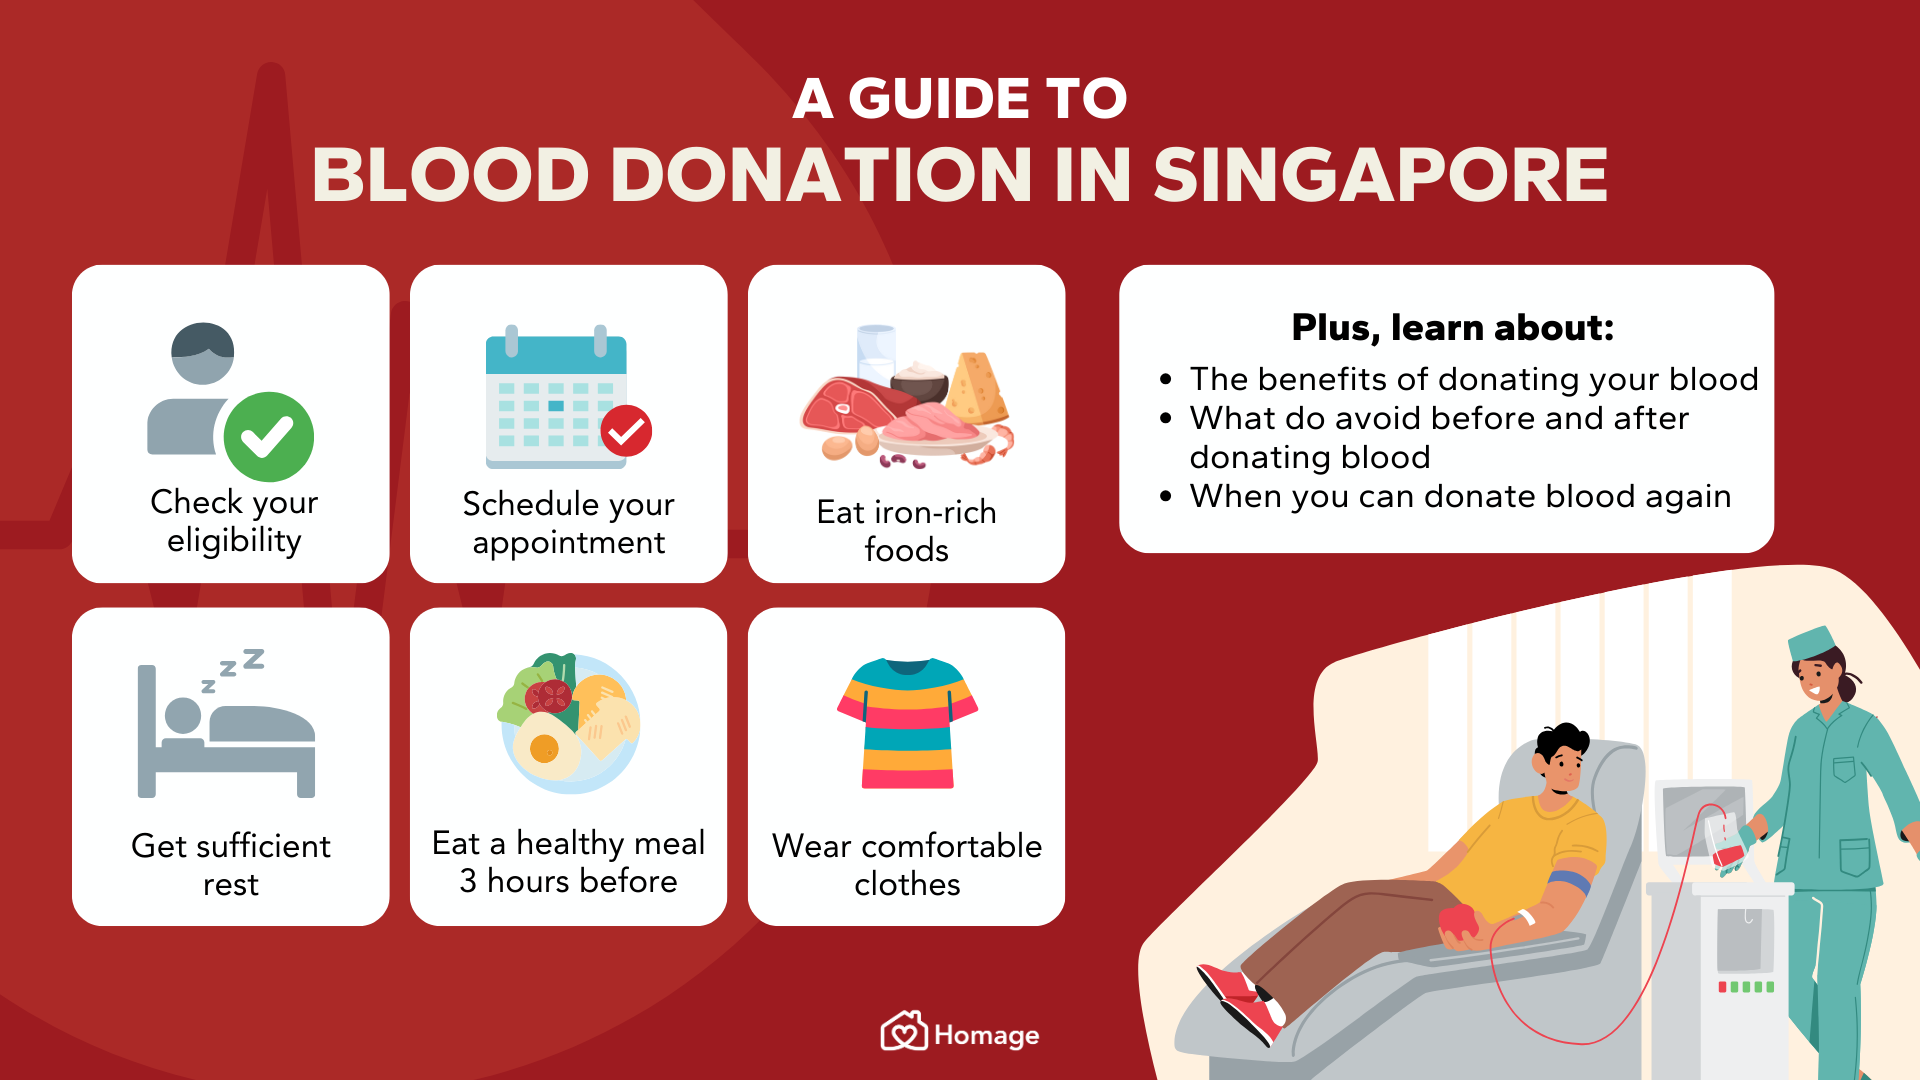 A GUIDE TO
BLOOD DONATION IN SINGAPORE
Check your
eligibility
Schedule your
appointment
Eat iron-rich
foods
Plus, learn about:
• The benefits of donating your blood
• What do avoid before and after
donating blood
• When you can donate blood again
z z z
Get sufficient
rest
Eat a healthy meal
3 hours before
Wear comfortable
clothes
Homage